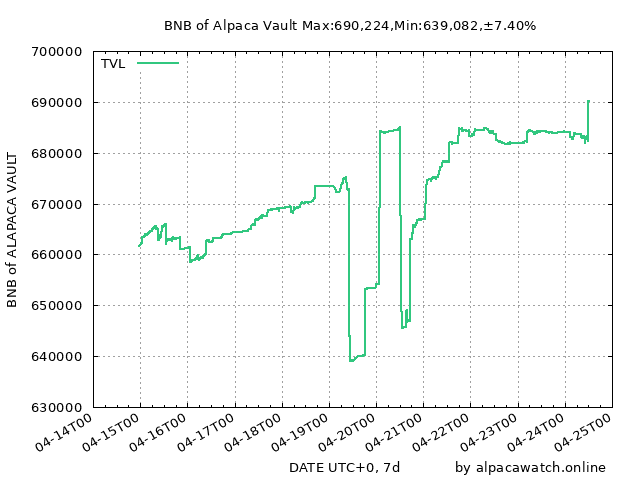 BNB of Alpaca Vault Max:690,224,Min:639,082,±7.40%
TVL
BNB of ALAPACA VAULT
700000
690000
680000
670000
660000
650000
640000
630000
04-14T00
04-15T00
04-16T00
04-17T00
04-18T00
04-19T00
04-20T00
04-21T00
04-22T00
04-23T00
04-24T00
04-25T00
DATE UTC+0, 7d
by alpacawatch.online